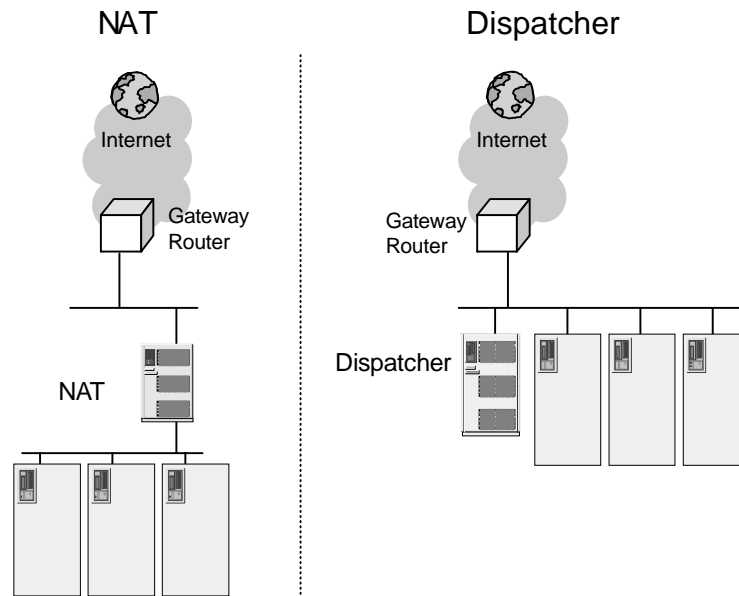 NAT
Internet
Gateway
Router
NAT
Dispatcher
Internet
Gateway
Router
Dispatcher